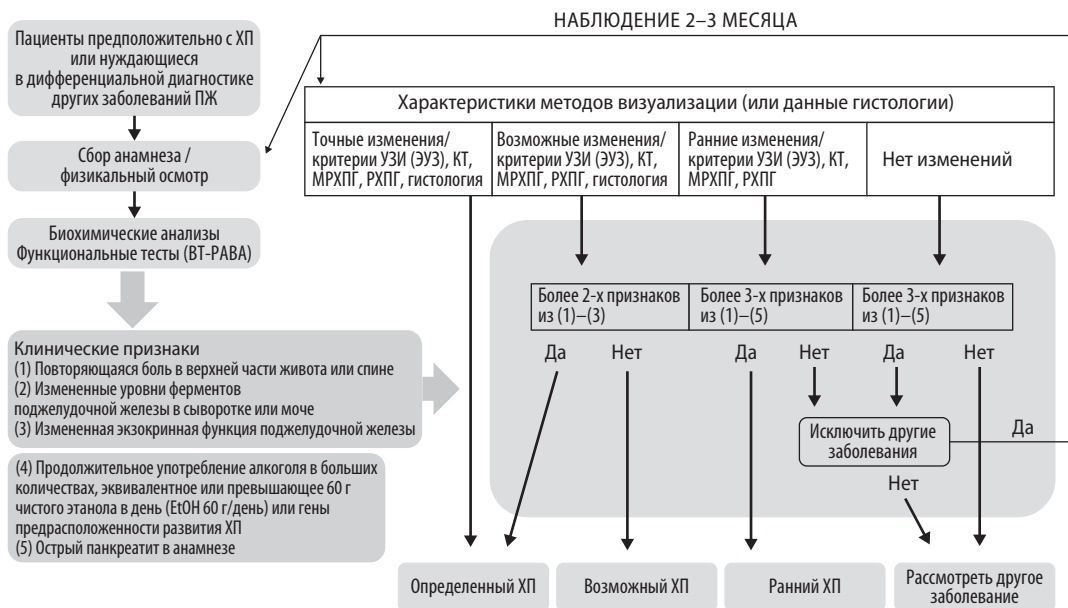 НАБЛЮДЕНИЕ 2–3 МЕСЯЦА
Пациенты предположительно с ХП
или нуждающиеся
в дифференциальной диагностике
других заболеваний ПЖ
Сбор анамнеза /
физикальный осмотр
Биохимические анализы
Функциональные тесты (ВТ-РАВА)
Клинические признаки
(1) Повторяющаяся боль в верхней части живота или спине
(2) Измененные уровни ферментов
поджелудочной железы в сыворотке или моче
(3) Измененная экзокринная функция поджелудочной железы
(4) Продолжительное употребление алкоголя в больших
количествах, эквивалентное или превышающее 60 г
чистого этанола в день (EtOH 60 г/день) или гены
предрасположенности развития ХП
(5) Острый панкреатит в анамнезе
Характеристики методов визуализации (или данные гистологии)
Точные изменения/
критерии УЗИ (ЭУЗ), КТ,
МРХПГ, РХПГ, гистология
Возможные изменения/
критерии УЗИ (ЭУЗ), КТ,
МРХПГ, РХПГ, гистология
Ранние изменения/
критерии УЗИ (ЭУЗ), КТ,
МРХПГ, РХПГ
Нет изменений
Более 2-х признаков
из (1)–(3)
Более 3-х признаков
из (1)–(5)
Более 3-х признаков
из (1)–(5)
Да
Нет
Да
Нет
Да
Нет
Исключить другие
заболевания
Да
Нет
Определенный ХП
Возможный ХП
Ранний ХП
Рассмотреть другое
заболевание